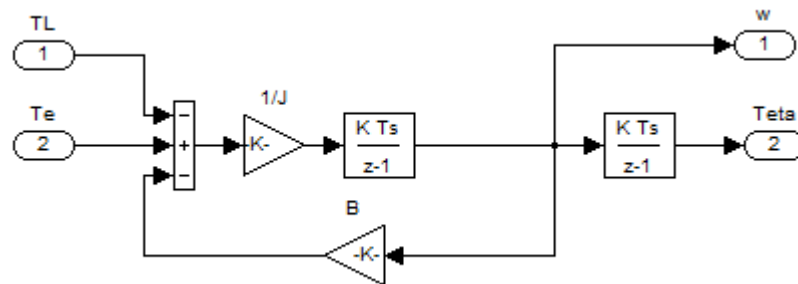 w
TL
1
1
Te
1/J
Teta
−
K Ts
K Ts
2
+
K-
2
−
z-1
z-1
B
-K-